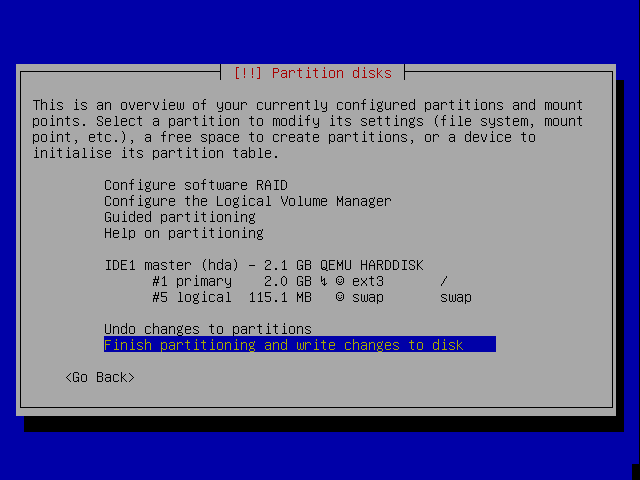 [!!] Partition disks
This is an overview of your currently configured partitions and mount
points. Select a partition to modify its settings (file system, mount
point, etc.), a free space to create partitions, or a device to
initialise its partition table.
Configure software RAID
Configure the Logical Volume Manager
Guided partitioning
Help on partitioning
IDE1 master (hda) - 2.1 GB QEMU HARDDISK
#1 primary 2.0 GB ↯ ☺ ext3 /
#5 logical 115.1 MB ☺ swap swap
Undo changes to partitions
Finish partitioning and write changes to disk
<Go Back>